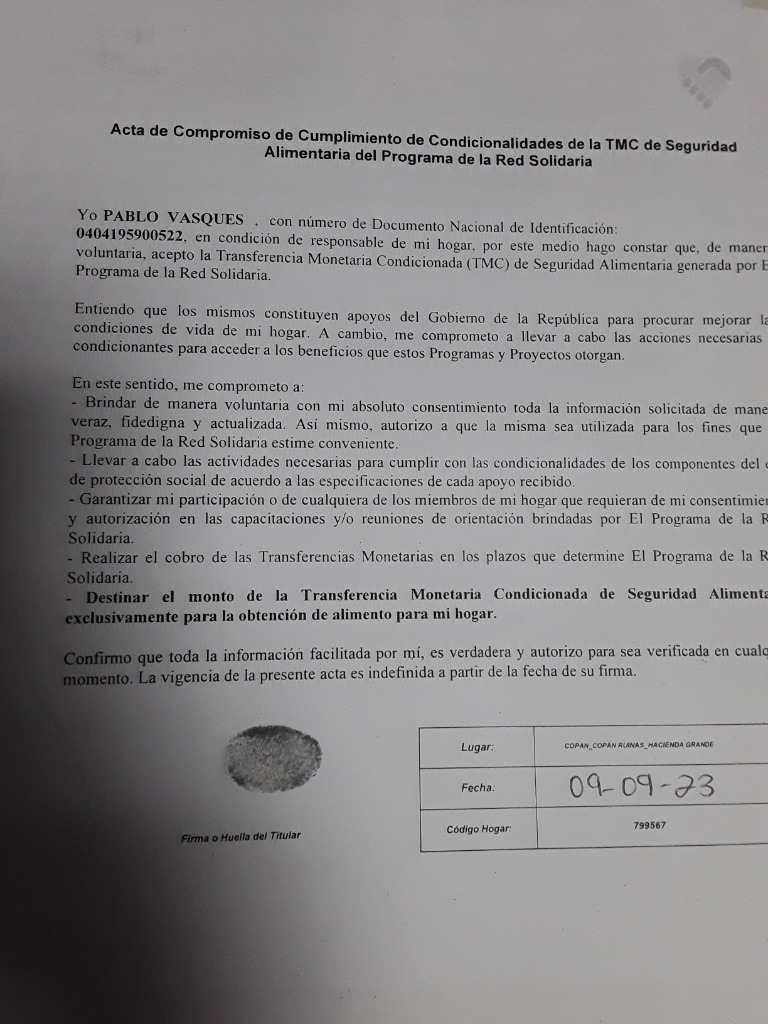 Acta de Compromiso de Cumplimiento de Condicionalidades de la TMC de Seguridad
Alimentaria del Programa de la Red Solidaria
Yo PABLO VASQUES , con número de Documento Nacional de Identificación:
0404195900522, en condición de responsable de mi hogar, por este medio hago constar que, de maner
voluntaria, acepto la Transferencia Monetaria Condicionada (TMC) de Seguridad Alimentaria generada por E
Programa de la Red Solidaria.
Entiendo que los mismos constituyen apoyos del Gobierno de la República para procurar mejorar la
condiciones de vida de mi hogar. A cambio, me comprometo a llevar a cabo las acciones necesarias
condicionantes para acceder a los beneficios que estos Programas y Proyectos otorgan.
En este sentido, me comprometo a:
- Brindar de manera voluntaria con mi absoluto consentimiento toda la información solicitada de mane
veraz, fidedigna y actualizada. Así mismo, autorizo a que la misma sea utilizada para los fines que
Programa de la Red Solidaria estime conveniente.
- Llevar a cabo las actividades necesarias para cumplir con las condicionalidades de los componentes del
de protección social de acuerdo a las especificaciones de cada apoyo recibido.
- Garantizar mi participación o de cualquiera de los miembros de mi hogar que requieran de mi consentimie
y autorización en las capacitaciones y/o reuniones de orientación brindadas por El Programa de la R
Solidaria.
- Realizar el cobro de las Transferencias Monetarias en los plazos que determine El Programa de la R
Solidaria.
- Destinar el monto de la Transferencia Monetaria Condicionada de Seguridad Alimenta
exclusivamente para la obtención de alimento para mi hogar.
Confirmo que toda la información facilitada por mí, es verdadera y autorizo para sea verificada en cualq
momento. La vigencia de la presente acta es indefinida a partir de la fecha de su firma.
Lugar: COPAN_COPÁN RUINAS_HACIENDA GRANDE
Fecha: 09-09-23
Código Hogar: 799567
Firma o Huella del Titular